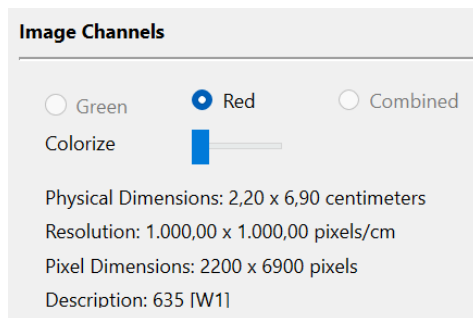 Image Channels
Green Red Combined
Colorize
Physical Dimensions: 2,20 x 6,90 centimeters
Resolution: 1.000,00 x 1.000,00 pixels/cm
Pixel Dimensions: 2200 x 6900 pixels
Description: 635 [W1]